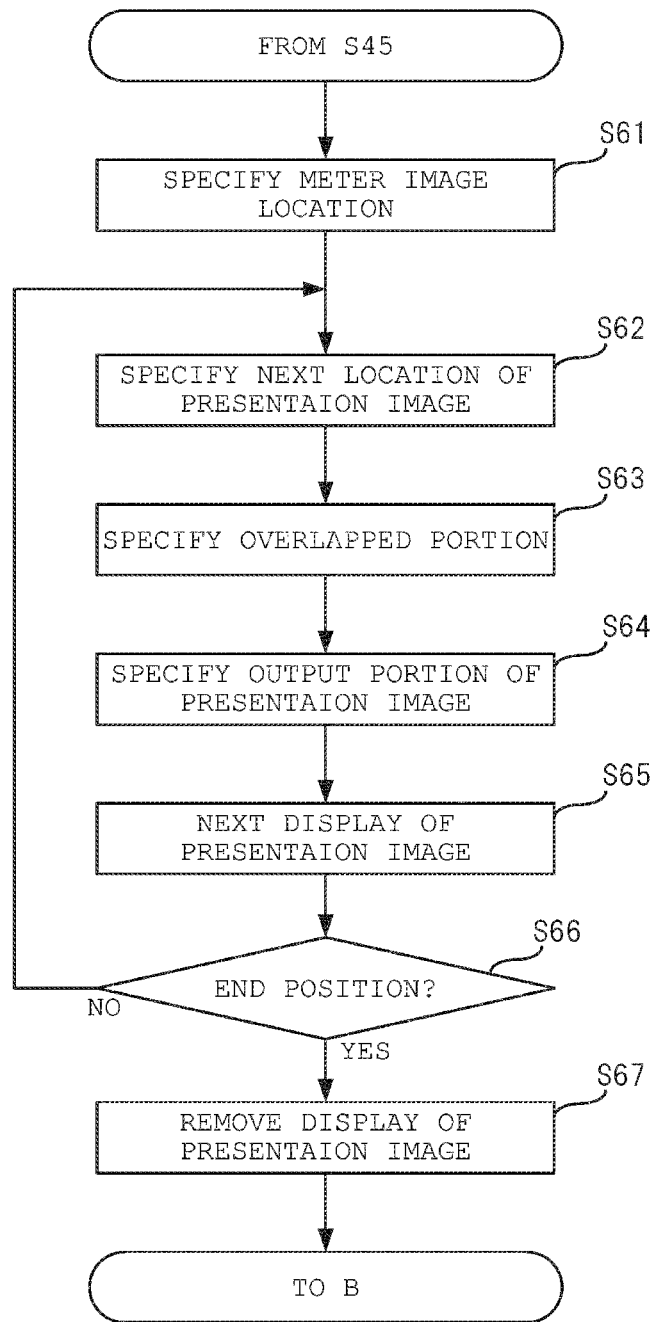 FROM S45
S61
SPECIFY METER IMAGE
LOCATION
S62
SPECIFY NEXT LOCATION OF
PRESENTAION IMAGE
S63
SPECIFY OVERLAPPED PORTION
S64
SPECIFY OUTPUT PORTION OF
PRESENTAION IMAGE
S65
NEXT DISPLAY OF
PRESENTAION IMAGE
S66
END POSITION?
NO
YES
S67
REMOVE DISPLAY OF
PRESENTAION IMAGE
TO B